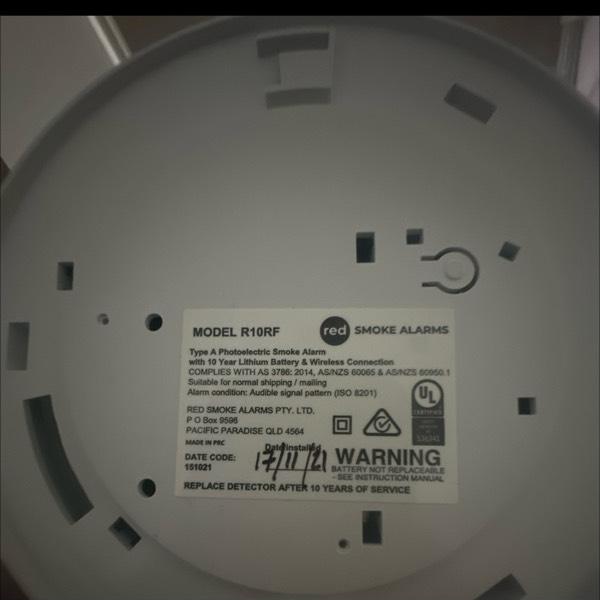 MODEL R10RF
red SMOKE ALARMS
Type A Photoelectric Smoke Alarm
with 10 Year Lithium Battery & Wireless Connection
COMPLIES WITH AS 3786: 2014, AS/NZS 60065 & AS/NZS 60950.1
Suitable for normal shipping / mailing
Alarm condition: Audible signal pattern (ISO 8201)
RED SMOKE ALARMS PTY. LTD.
P O Box 9596
PACIFIC PARADISE QLD 4564
MADE IN PRC
UL
CERTIFIED
Date installed
17/11/21
DATE CODE:
151021
WARNING
BATTERY NOT REPLACEABLE
- SEE INSTRUCTION MANUAL
REPLACE DETECTOR AFTER 10 YEARS OF SERVICE